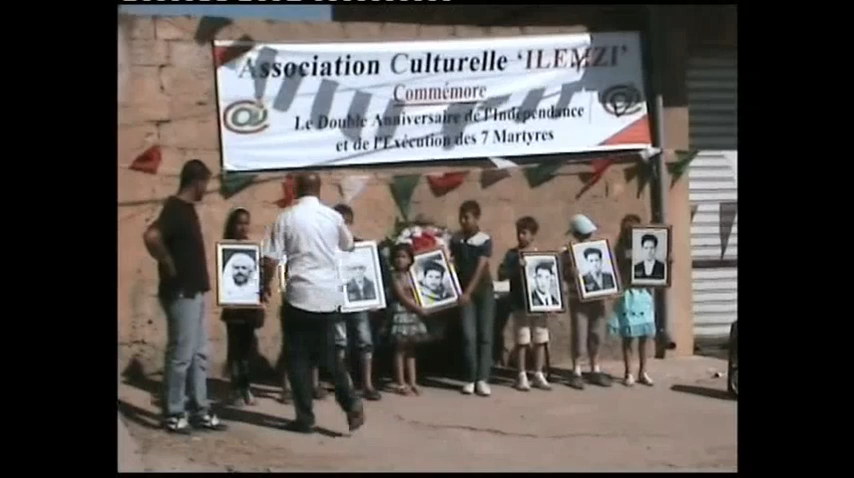 Association Culturelle 'ILEMZI'
Commémore
Le Double Anniversaire de l'Indépendance
et de l'Exécution des 7 Martyres